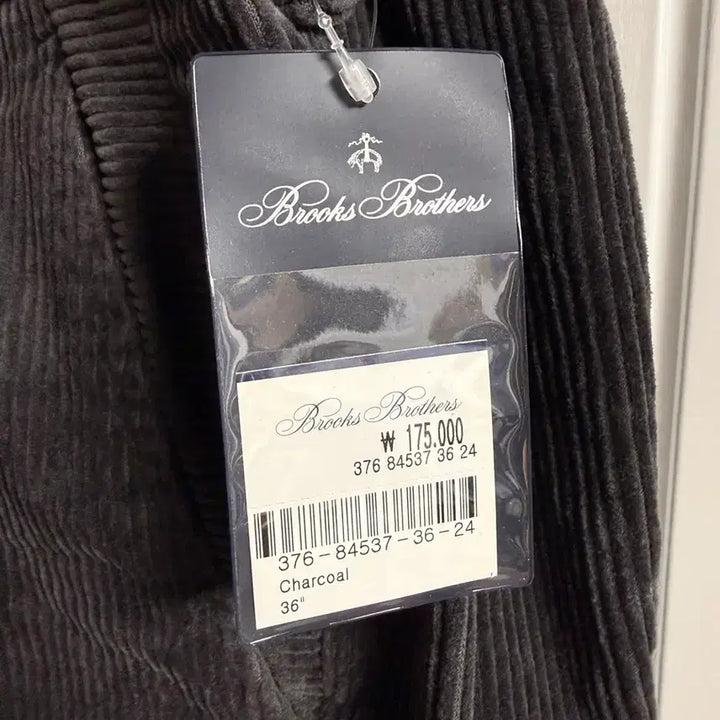 Brooks Brothers
Brooks Brothers
₩ 175.000
376 84537 36 24
376-84537-36-24
Charcoal
36"